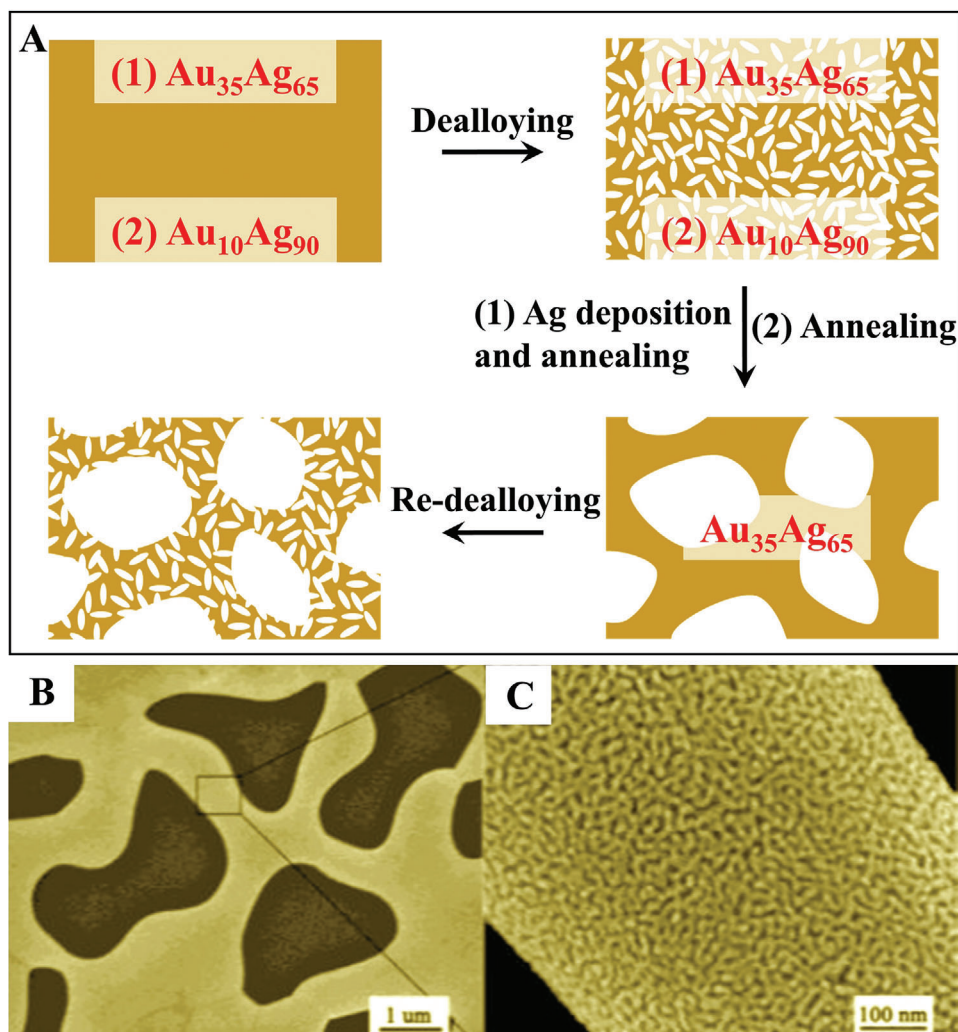 A
(1) Au₃₅Ag₆₅
(2) Au₁₀Ag₉₀
Dealloying
(1) Au₃₅Ag₆₅
(2) Au₁₀Ag₉₀
(1) Ag deposition
and annealing
(2) Annealing
Re-dealloying
Au₃₅Ag₆₅
B
1 um
C
100 nm